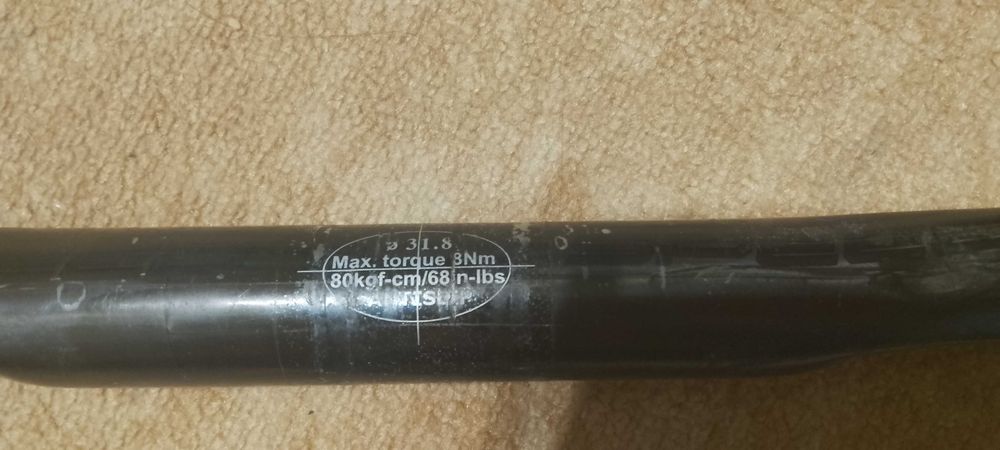 ø 31.8
Max. torque 8Nm
80kgf-cm/68 in-lbs